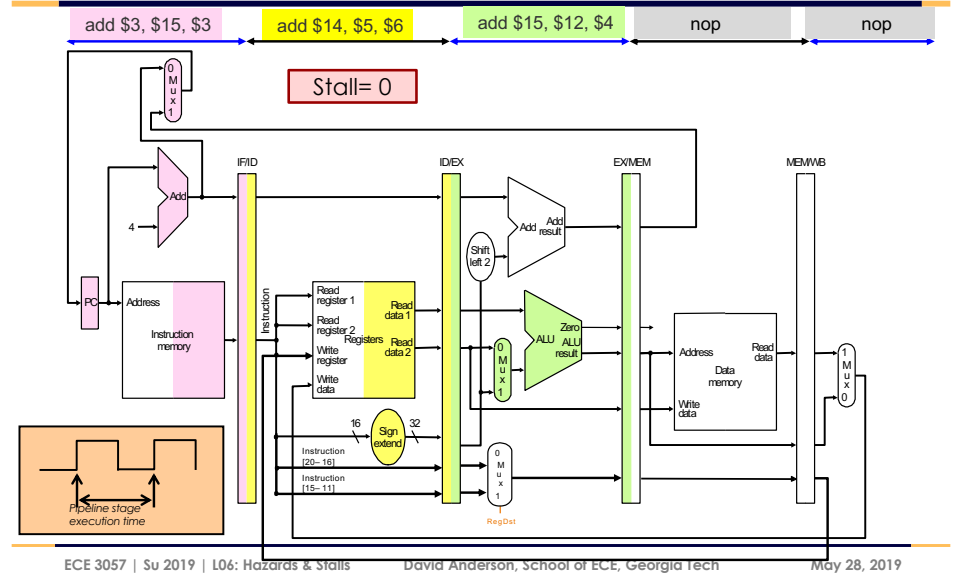 add $3, $15, $3
add $14, $5, $6
add $15, $12, $4
nop
nop
Stall= 0
0
M
u
x
1
IF/ID
ID/EX
EX/MEM
MEM/WB
Add
4
Add
Add
result
Shift
left 2
PC
Address
Instruction
memory
Instruction
Read
register 1
Read
register 2
Write
register
Write
data
Registers
Read
data 1
Read
data 2
0
M
u
x
1
ALU
Zero
ALU
result
Address
Write
data
Read
data
Data
memory
1
M
u
x
0
16
Sign
extend
32
Instruction
[20– 16]
Instruction
[15– 11]
0
M
u
x
1
RegDst
Pipeline stage
execution time
ECE 3057 | Su 2019 | L06: Hazards & Stalls
David Anderson, School of ECE, Georgia Tech
May 28, 2019